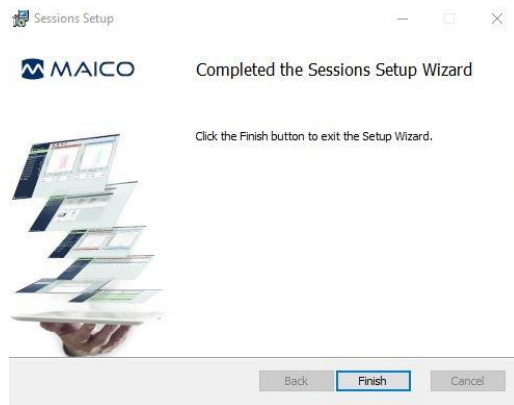 Sessions Setup
MAICO
Completed the Sessions Setup Wizard
Click the Finish button to exit the Setup Wizard.
Back Finish Cancel